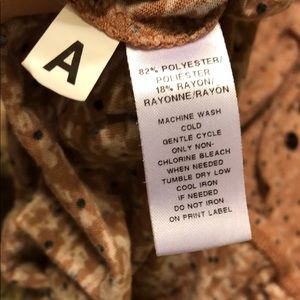 A
82% POLYESTER/
POLIESTER
18% RAYON/
RAYONNE/RAYÓN
MACHINE WASH
COLD
GENTLE CYCLE
ONLY NON-
CHLORINE BLEACH
WHEN NEEDED
TUMBLE DRY LOW
COOL IRON
IF NEEDED
DO NOT IRON
ON PRINT LABEL